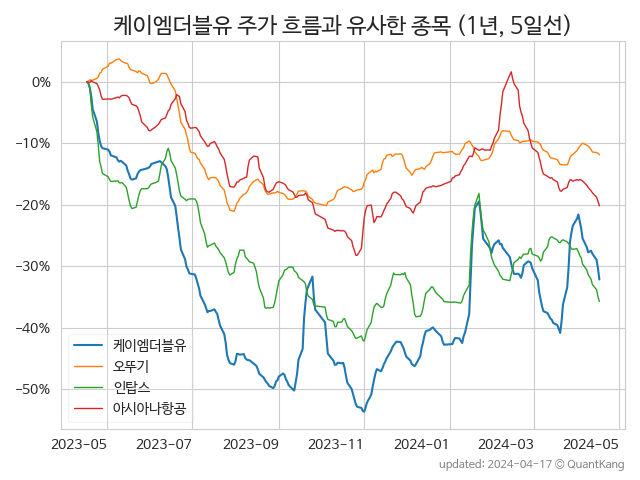 케이엠더블유 주가 흐름과 유사한 종목 (1년, 5일선)
0%
−10%
−20%
−30%
−40%
−50%
케이엠더블유
오뚜기
인탑스
아시아나항공
2023-05 2023-07 2023-09 2023-11 2024-01 2024-03 2024-05
updated: 2024-04-17 © QuantKang